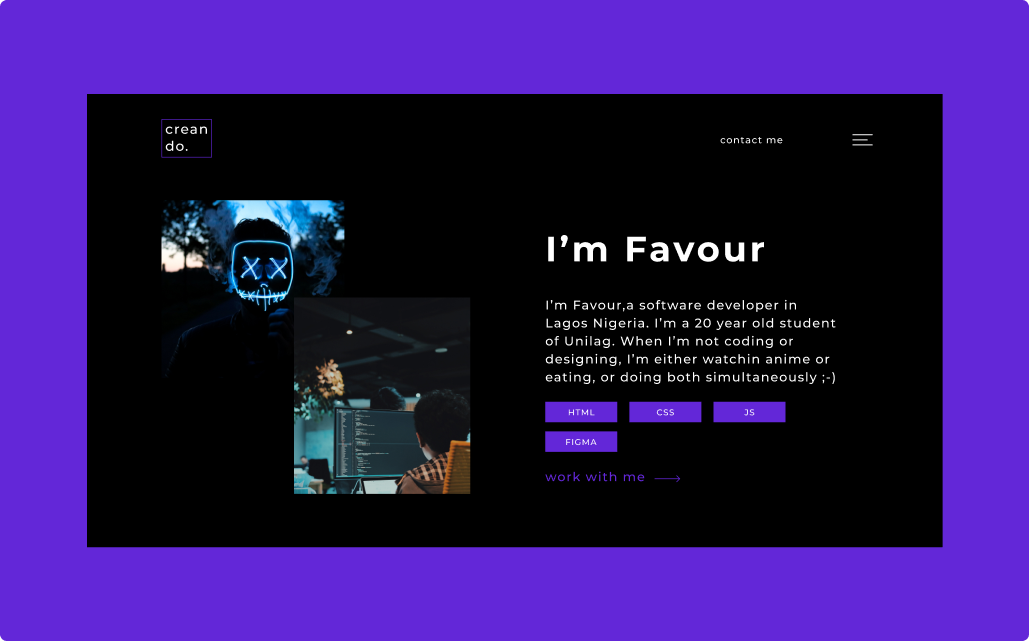 crean
do.
contact me
I’m Favour
I’m Favour,a software developer in
Lagos Nigeria. I’m a 20 year old student
of Unilag. When I’m not coding or
designing, I’m either watchin anime or
eating, or doing both simultaneously ;-)
HTML
CSS
JS
FIGMA
work with me